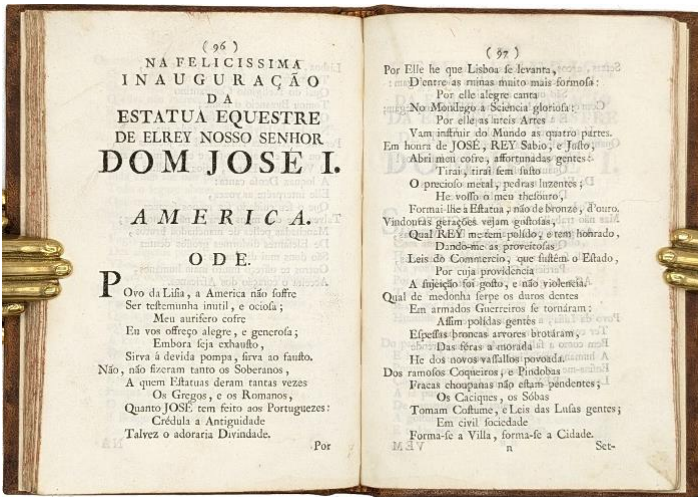 ( 96 )
NA FELICISSIMA
INAUGURAÇÃO
DA
ESTATUA EQUESTRE
DE ELREY NOSSO SENHOR
DOM JOSÉ I.
AMERICA.
ODE.
POvo da Lisia, a America não soffre
Ser testemunha inutil, e ociosa;
Meu aurifero cofre
Eu vos offreço alegre, e generosa;
Embora seja exhausto,
Sirva á devida pompa, sirva ao fausto.
Não, não fizeram tanto os Soberanos,
A quem Estatuas deram tantas vezes
Os Gregos, e os Romanos,
Quanto JOSÉ tem feito aos Portuguezes:
Crédula a Antiguidade
Talvez o adoraria Divindade.
Por
( 97 )
Por Elle he que Lisboa se levanta,
D'entre as ruinas muito mais formosa:
Por elle alegre canta
No Mondego a Sciencia gloriosa:
Por elle as uteis Artes
Vam instruir do Mundo as quatro partes.
Em honra de JOSÉ, REY Sabio, e Justo,
Abri meu cofre, affortunadas gentes:
Tirai, tirai sem susto
O precioso metal, pedras luzentes;
He vosso o meu thesouro,
Formai-lhe a Estatua, não de bronze, d'ouro.
Vindouras gerações vejam gostosas,
Qual REY me tem polido, e tem honrado,
Dando-me as proveitosas
Leis do Commercio, que sustêm o Estado,
Por cuja providencia
A sujeição foi gosto, e não violencia.
Qual de medonha serpe os duros dentes
Em armados Guerreiros se tornáram:
Assim polidas gentes
Espessas broncas arvores brotáram,
Das féras a morada
He dos novos vassallos povoada.
Dos ramosos Coqueiros, e Pindobas
Fracas choupanas não estam pendentes;
Os Caciques, os Sóbas
Tomam Costume, e Leis das Lusas gentes;
Em civil sociedade
Forma-se a Villa, forma-se a Cidade.
n Set-